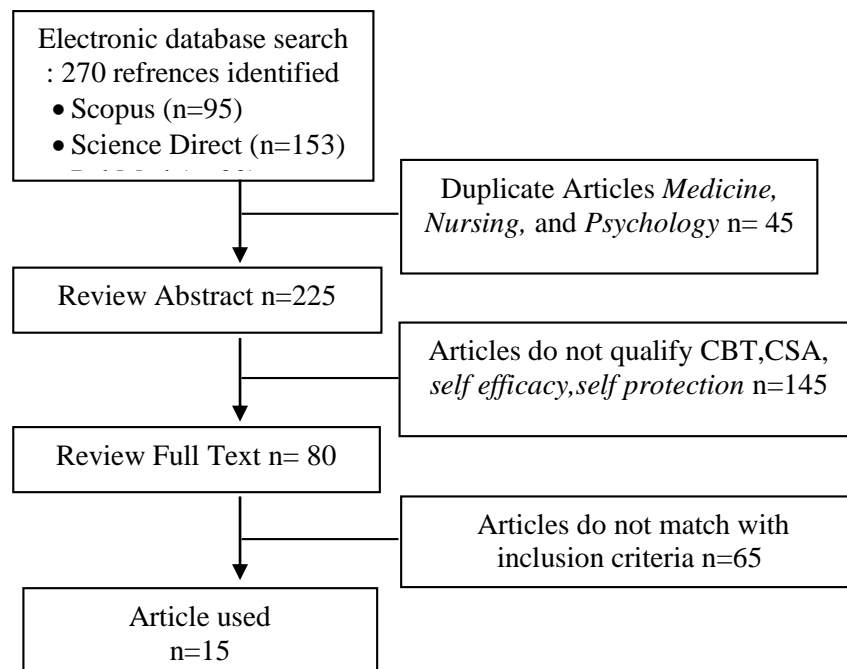 Electronic database search
: 270 refrences identified
• Scopus (n=95)
• Science Direct (n=153)
Duplicate Articles Medicine,
Nursing, and Psychology n= 45
Review Abstract n=225
Articles do not qualify CBT,CSA,
self efficacy,self protection n=145
Review Full Text n= 80
Articles do not match with
inclusion criteria n=65
Article used
n=15